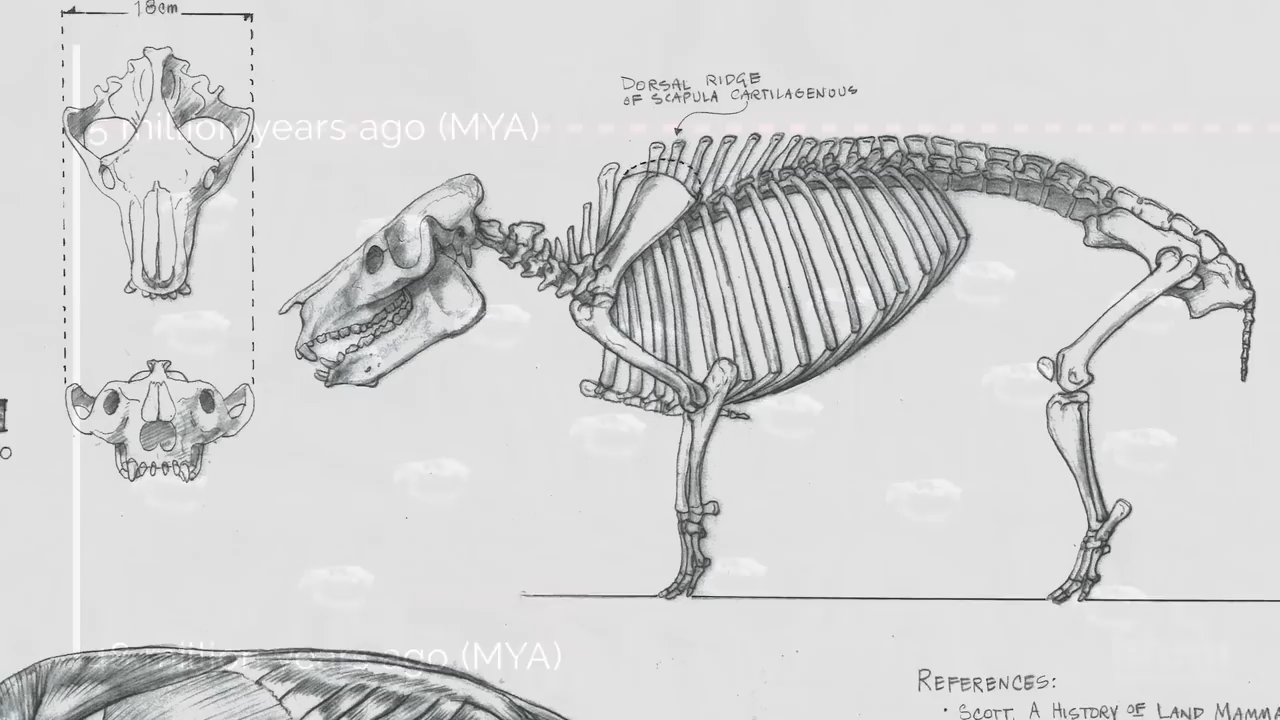 18cm
DORSAL RIDGE
OF SCAPULA CARTILAGENOUS
million years ago (MYA)
million years ago (MYA)
REFERENCES:
• SCOTT, A HISTORY OF LAND